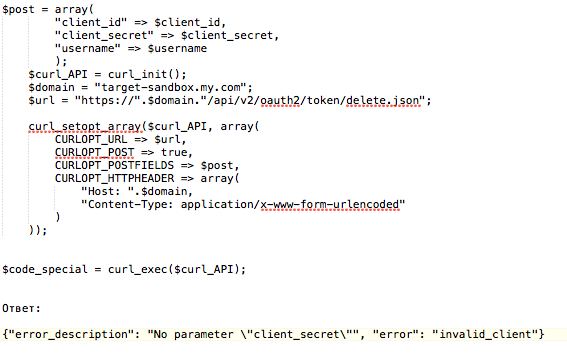 $post = array(
"client_id" => $client_id,
"client_secret" => $client_secret,
"username" => $username
);
$curl_API = curl_init();
$domain = "target-sandbox.my.com";
$url = "https://".$domain."/api/v2/oauth2/token/delete.json";
curl_setopt_array($curl_API, array(
CURLOPT_URL => $url,
CURLOPT_POST => true,
CURLOPT_POSTFIELDS => $post,
CURLOPT_HTTPHEADER => array(
"Host: ".$domain,
"Content-Type: application/x-www-form-urlencoded"
)
));
$code_special = curl_exec($curl_API);
Ответ:
{"error_description": "No parameter \"client_secret\"", "error": "invalid_client"}